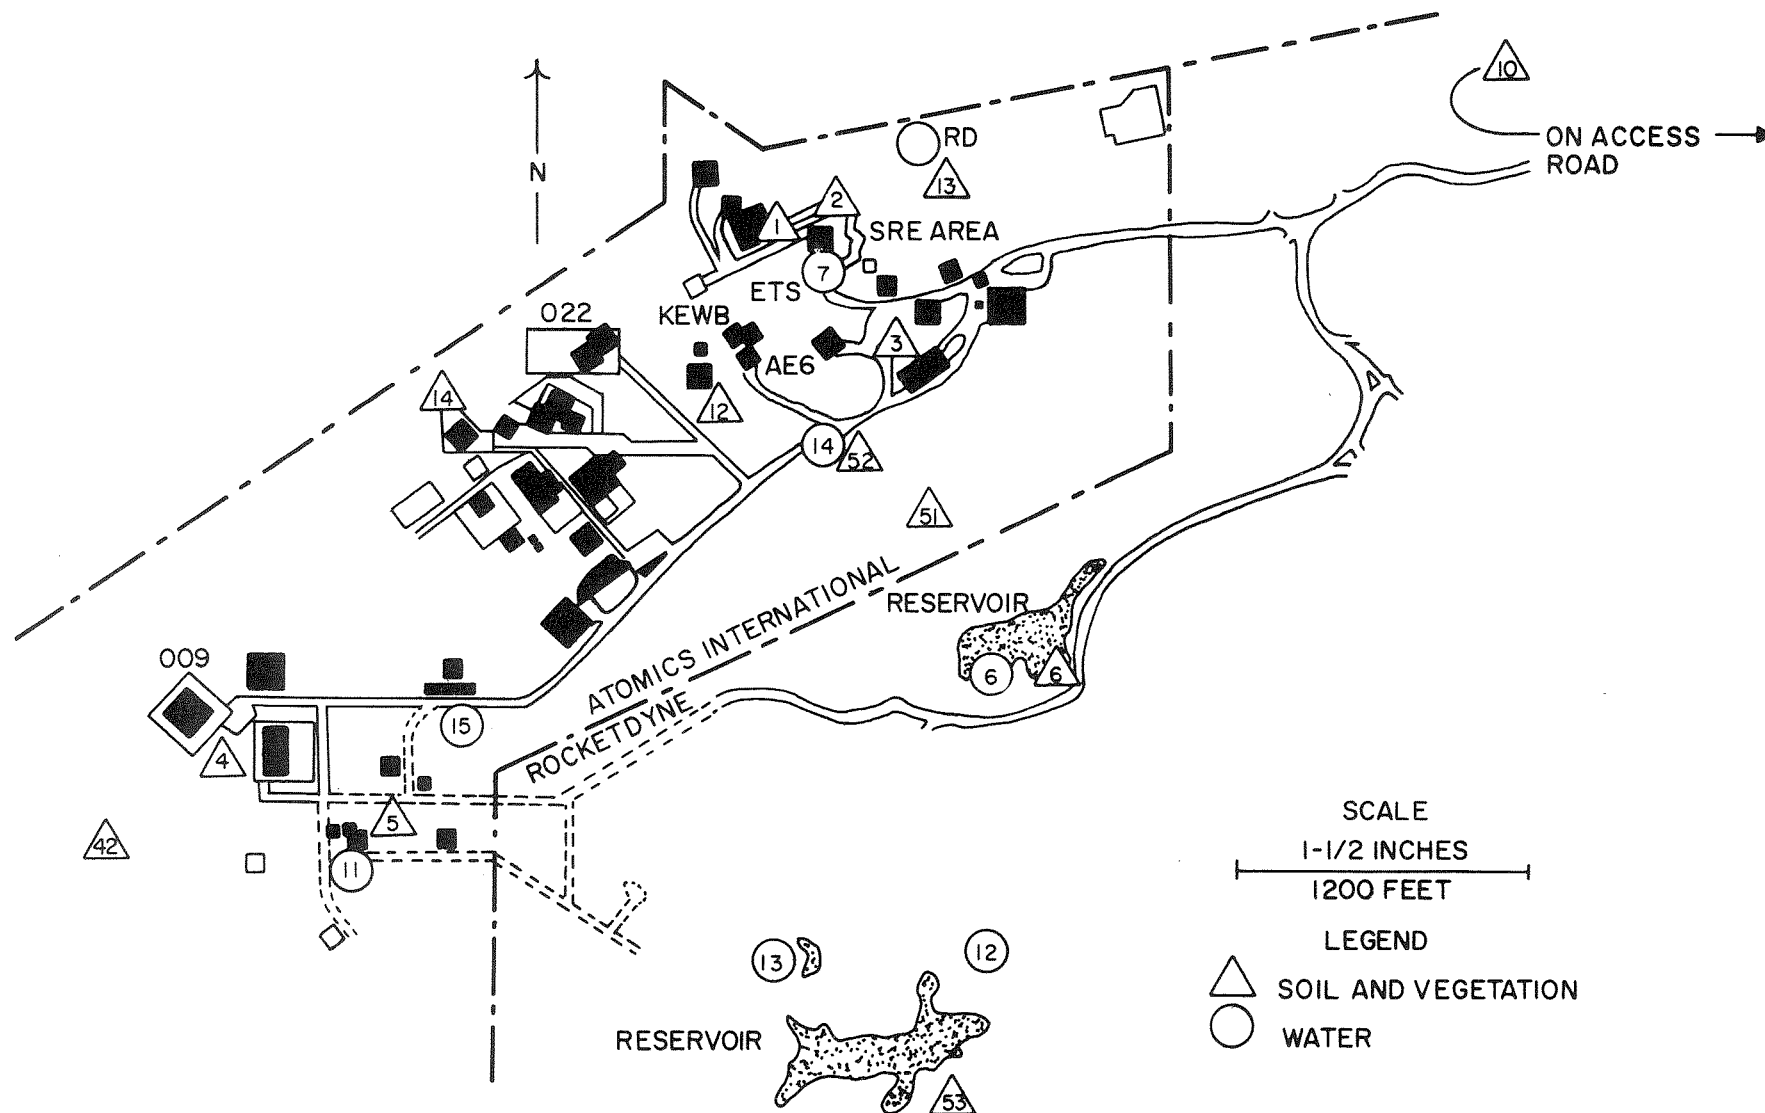 10
ON ACCESS
ROAD
RD
13
N
2
1
SRE AREA
7
ETS
022
KEWB
3
AE6
14
12
14
52
51
ATOMICS INTERNATIONAL
ROCKETDYNE
RESERVOIR
6
6
009
15
4
5
42
11
SCALE
1-1/2 INCHES
1200 FEET
LEGEND
SOIL AND VEGETATION
WATER
13
12
RESERVOIR
53